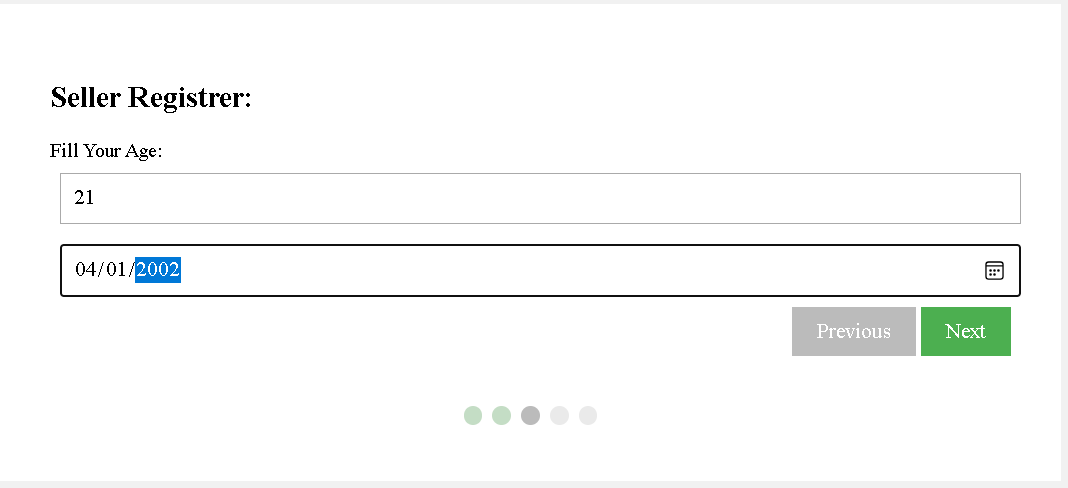 Seller Registrer:
Fill Your Age:
21
04/01/2002
Previous Next